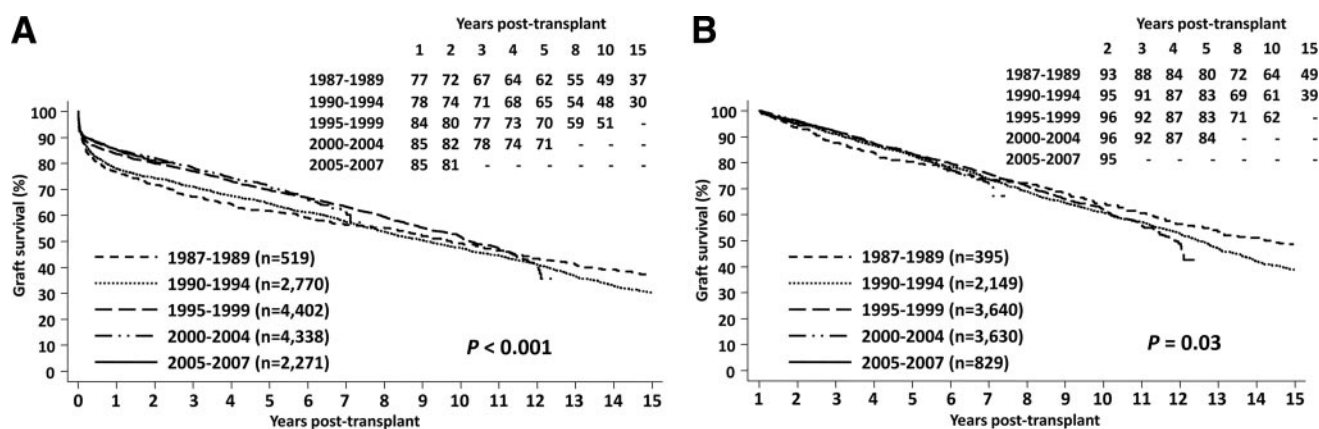 A
Years post-transplant
1 2 3 4 5 8 10 15
1987-1989 77 72 67 64 62 55 49 37
1990-1994 78 74 71 68 65 54 48 30
1995-1999 84 80 77 73 70 59 51 -
2000-2004 85 82 78 74 71 - - -
2005-2007 85 81 - - - - - -
100
90
80
70
60
50
40
30
20
10
0
Graft survival (%)
1987-1989 (n=519)
1990-1994 (n=2,770)
1995-1999 (n=4,402)
2000-2004 (n=4,338)
2005-2007 (n=2,271)
P < 0.001
0 1 2 3 4 5 6 7 8 9 10 11 12 13 14 15
Years post-transplant
B
Years post-transplant
2 3 4 5 8 10 15
1987-1989 93 88 84 80 72 64 49
1990-1994 95 91 87 83 69 61 39
1995-1999 96 92 87 83 71 62 -
2000-2004 96 92 87 84 - - -
2005-2007 95 - - - - - -
100
90
80
70
60
50
40
30
20
10
0
Graft survival (%)
1987-1989 (n=395)
1990-1994 (n=2,149)
1995-1999 (n=3,640)
2000-2004 (n=3,630)
2005-2007 (n=829)
P = 0.03
1 2 3 4 5 6 7 8 9 10 11 12 13 14 15
Years post-transplant